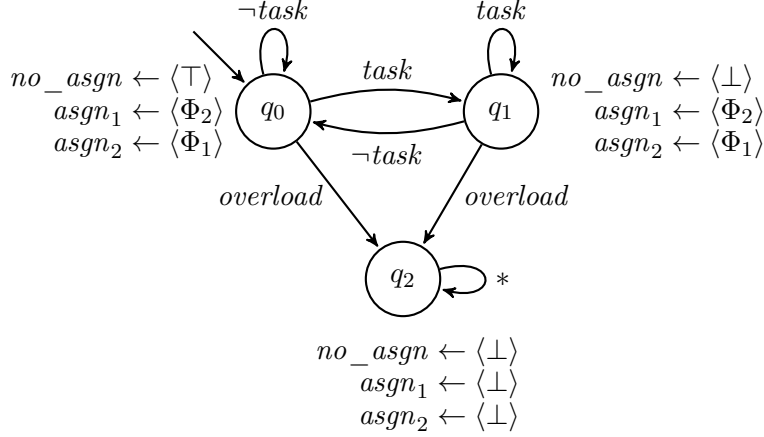 ¬task
task
no_asgn ← ⟨⊤⟩
asgn₁ ← ⟨Φ₂⟩
asgn₂ ← ⟨Φ₁⟩
q₀
task
q₁
no_asgn ← ⟨⊥⟩
asgn₁ ← ⟨Φ₂⟩
asgn₂ ← ⟨Φ₁⟩
¬task
overload
overload
q₂
*
no_asgn ← ⟨⊥⟩
asgn₁ ← ⟨⊥⟩
asgn₂ ← ⟨⊥⟩